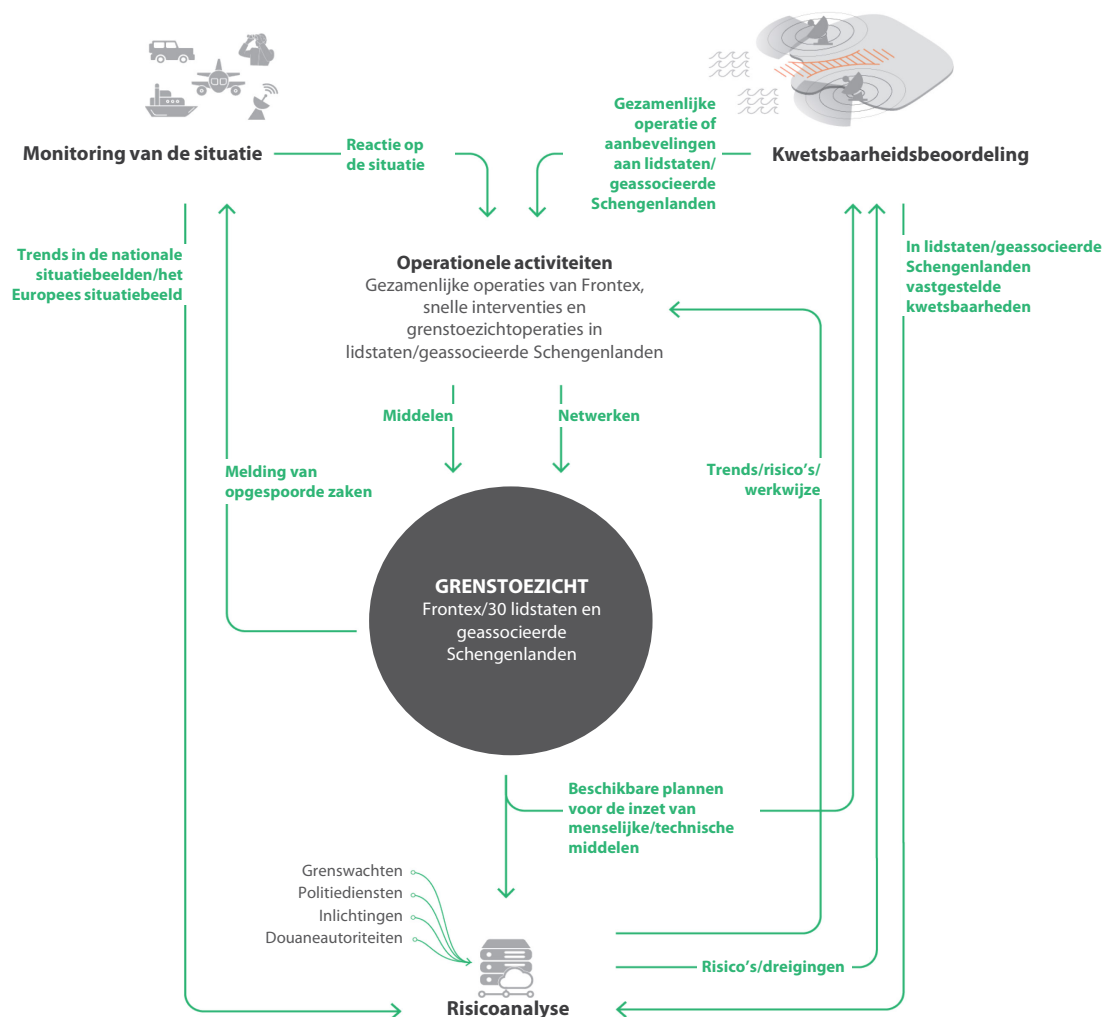 Monitoring van de situatie
Reactie op
de situatie
Gezamenlijke
operatie of
aanbevelingen
aan lidstaten/
geassocieerde
Schengenlanden
Kwetsbaarheidsbeoordeling
Trends in de nationale
situatiebeelden/het
Europees situatiebeeld
Operationele activiteiten
Gezamenlijke operaties van Frontex,
snelle interventies en
grenstoezichtoperaties in
lidstaten/geassocieerde Schengenlanden
In lidstaten/geassocieerde
Schengenlanden
vastgestelde
kwetsbaarheden
Middelen
Netwerken
Melding van
opgespoorde zaken
Trends/risico's/
werkwijze
GRENSTOEZICHT
Frontex/30 lidstaten en
geassocieerde
Schengenlanden
Beschikbare plannen
voor de inzet van
menselijke/technische
middelen
Grenswachten
Politiediensten
Inlichtingen
Douaneautoriteiten
Risico's/dreigingen
Risicoanalyse